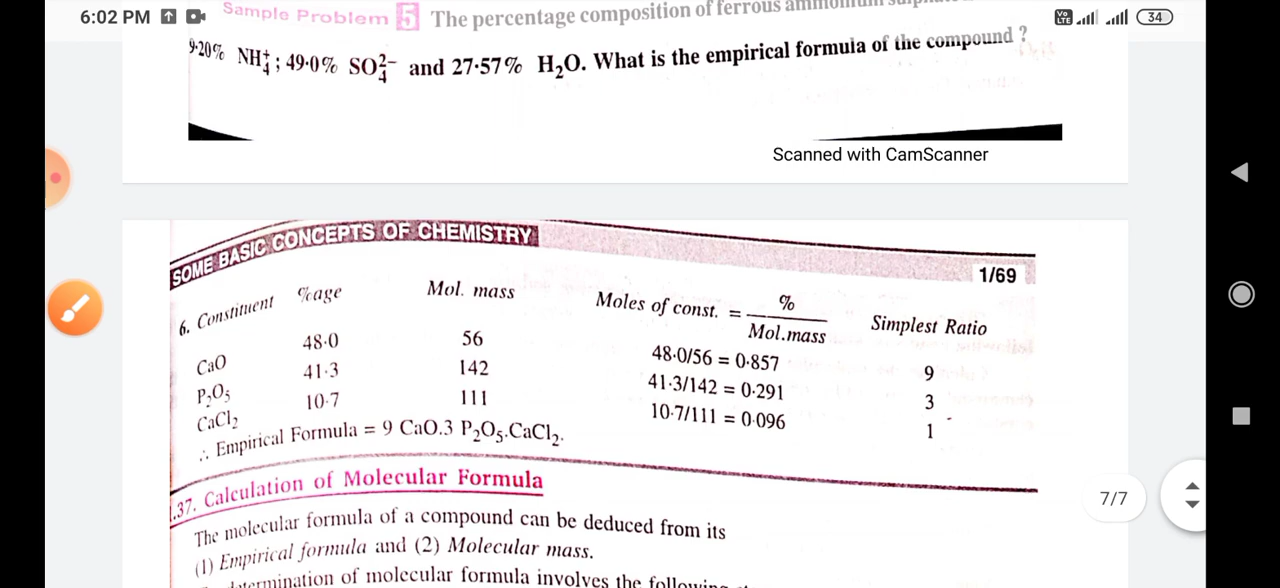 6:02 PM
Vo LTE 34
Sample Problem 5 The percentage composition of ferrous ammonium
9·20% NH₄⁺; 49·0% SO₄²⁻ and 27·57% H₂O. What is the empirical formula of the compound ?
Scanned with CamScanner
SOME BASIC CONCEPTS OF CHEMISTRY
1/69
6. Constituent %age Mol. mass Moles of const. = %/Mol.mass Simplest Ratio
CaO 48·0 56 48·0/56 = 0·857 9
P₂O₅ 41·3 142 41·3/142 = 0·291 3
CaCl₂ 10·7 111 10·7/111 = 0·096 1
∴ Empirical Formula = 9 CaO.3 P₂O₅.CaCl₂.
.37. Calculation of Molecular Formula
7/7
The molecular formula of a compound can be deduced from its
(1) Empirical formula and (2) Molecular mass.
determination of molecular formula involves the following